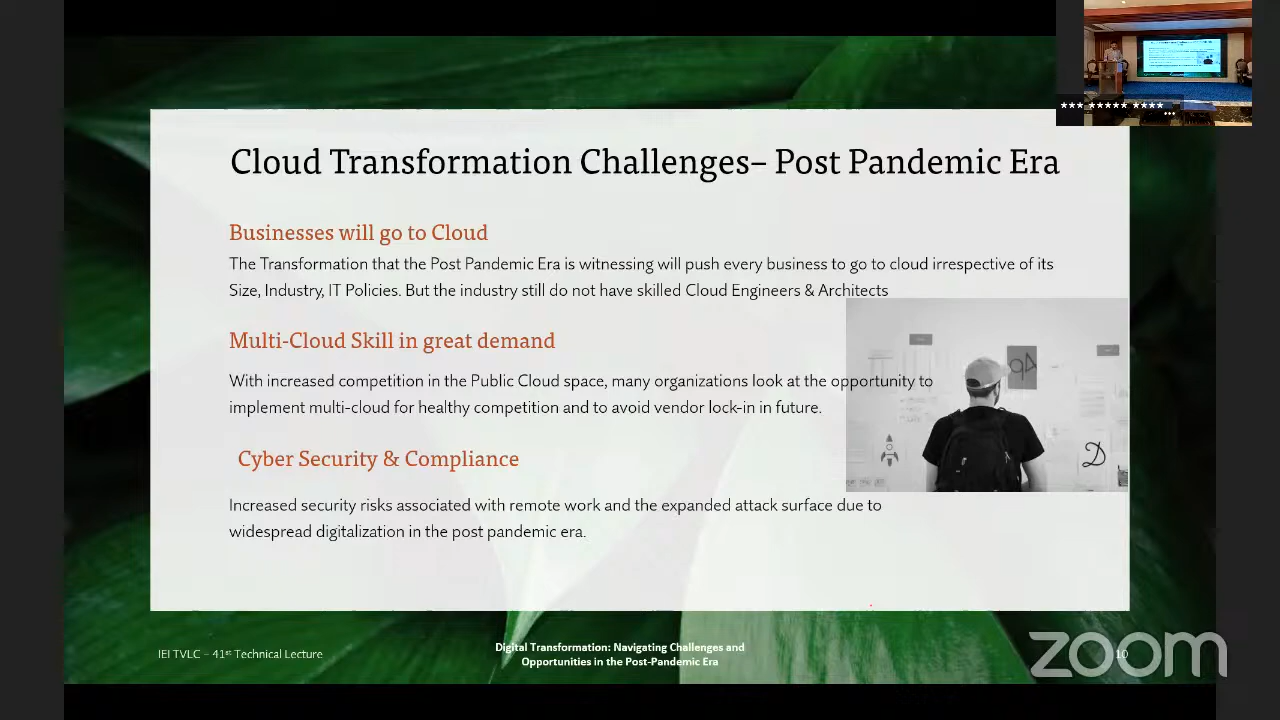 *** ***** ****...
Cloud Transformation Challenges– Post Pandemic Era
Businesses will go to Cloud
The Transformation that the Post Pandemic Era is witnessing will push every business to go to cloud irrespective of its
Size, Industry, IT Policies. But the industry still do not have skilled Cloud Engineers & Architects
Multi-Cloud Skill in great demand
With increased competition in the Public Cloud space, many organizations look at the opportunity to
implement multi-cloud for healthy competition and to avoid vendor lock-in in future.
Cyber Security & Compliance
Increased security risks associated with remote work and the expanded attack surface due to
widespread digitalization in the post pandemic era.
IEI TVLC – 41st Technical Lecture
Digital Transformation: Navigating Challenges and
Opportunities in the Post-Pandemic Era
10
zoom